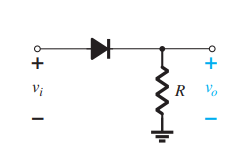 + +
vi R vo
− −